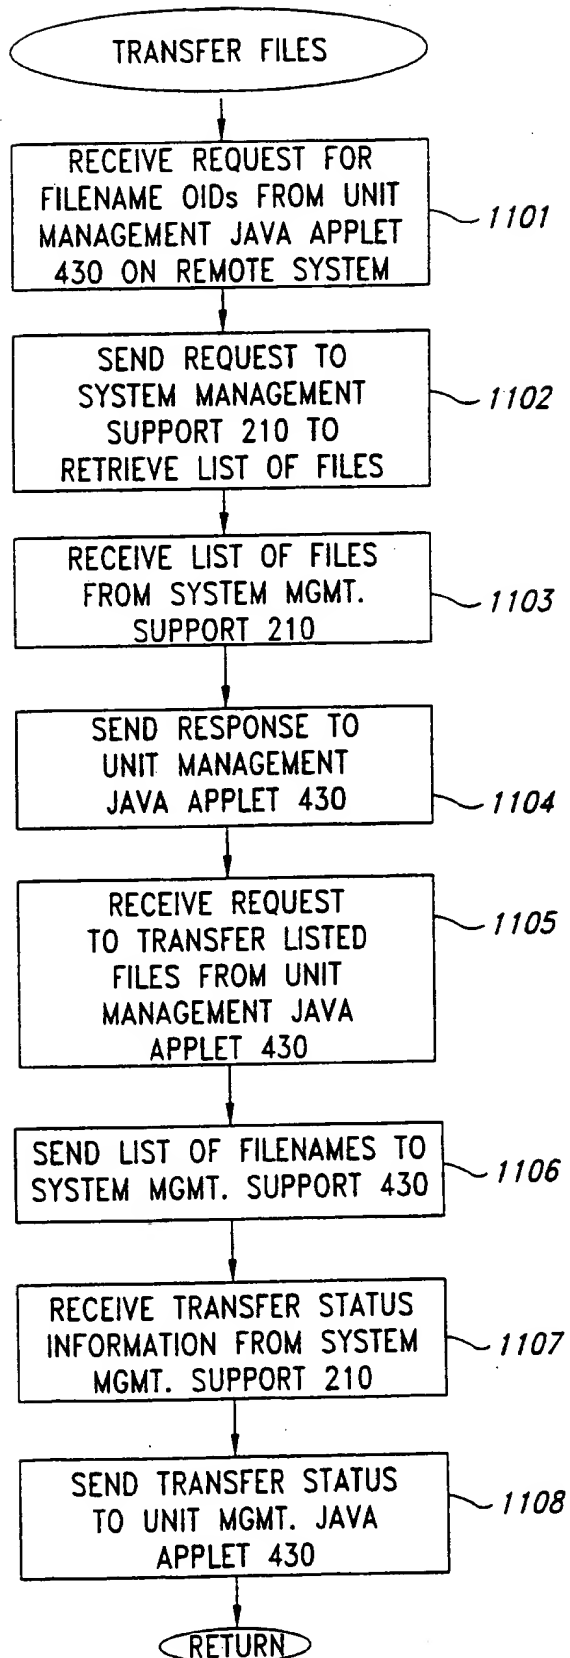 TRANSFER FILES
RECEIVE REQUEST FOR
FILENAME OIDs FROM UNIT
MANAGEMENT JAVA APPLET
430 ON REMOTE SYSTEM
1101
SEND REQUEST TO
SYSTEM MANAGEMENT
SUPPORT 210 TO
RETRIEVE LIST OF FILES
1102
RECEIVE LIST OF FILES
FROM SYSTEM MGMT.
SUPPORT 210
1103
SEND RESPONSE TO
UNIT MANAGEMENT
JAVA APPLET 430
1104
RECEIVE REQUEST
TO TRANSFER LISTED
FILES FROM UNIT
MANAGEMENT JAVA
APPLET 430
1105
SEND LIST OF FILENAMES TO
SYSTEM MGMT. SUPPORT 430
1106
RECEIVE TRANSFER STATUS
INFORMATION FROM SYSTEM
MGMT. SUPPORT 210
1107
SEND TRANSFER STATUS
TO UNIT MGMT. JAVA
APPLET 430
1108
RETURN